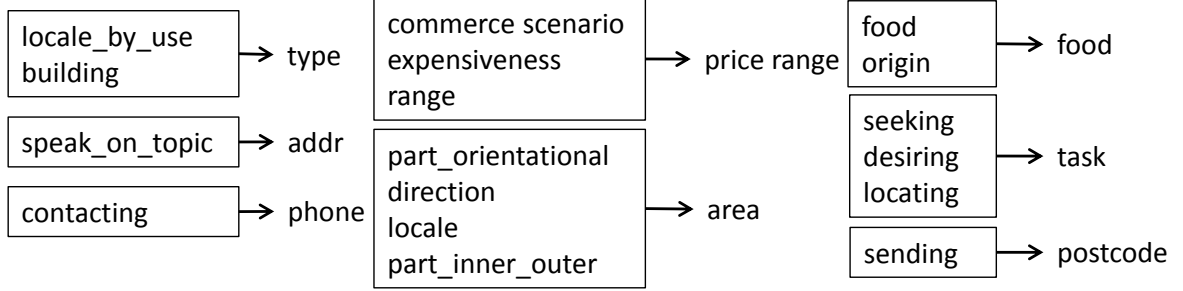 locale_by_use
building
type
speak_on_topic
addr
contacting
phone
commerce scenario
expensiveness
range
price range
part_orientational
direction
locale
part_inner_outer
area
food
origin
food
seeking
desiring
locating
task
sending
postcode